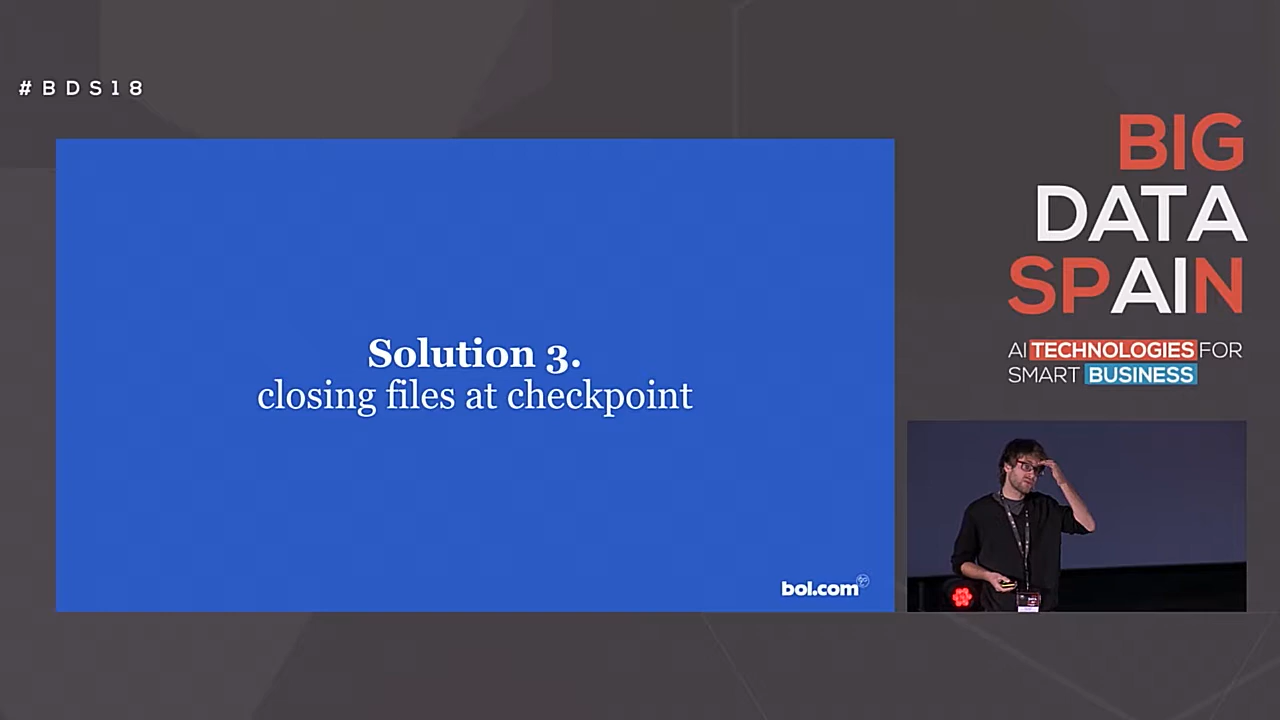 #BDS18
BIG
DATA
SPAIN
AI TECHNOLOGIES FOR
SMART BUSINESS
Solution 3.
closing files at checkpoint
bol.com